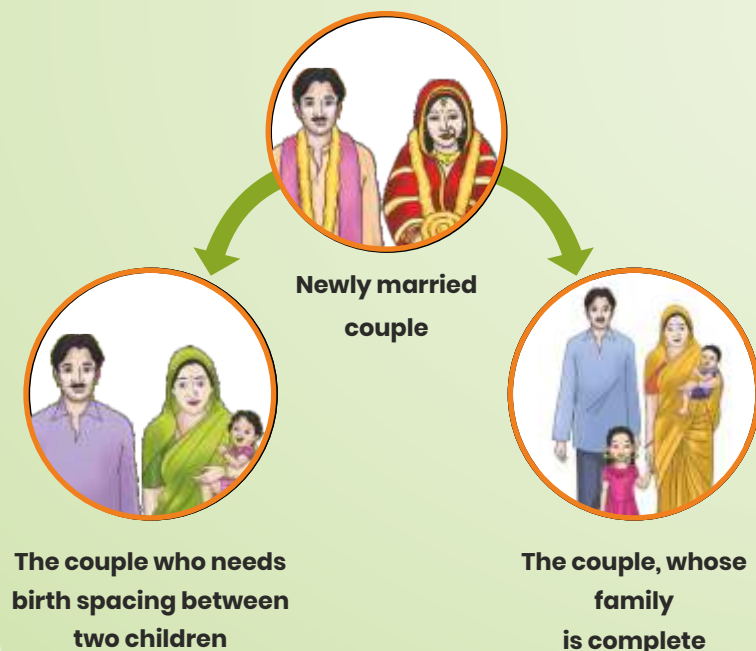 Newly married
couple
The couple who needs
birth spacing between
two children
The couple, whose
family
is complete